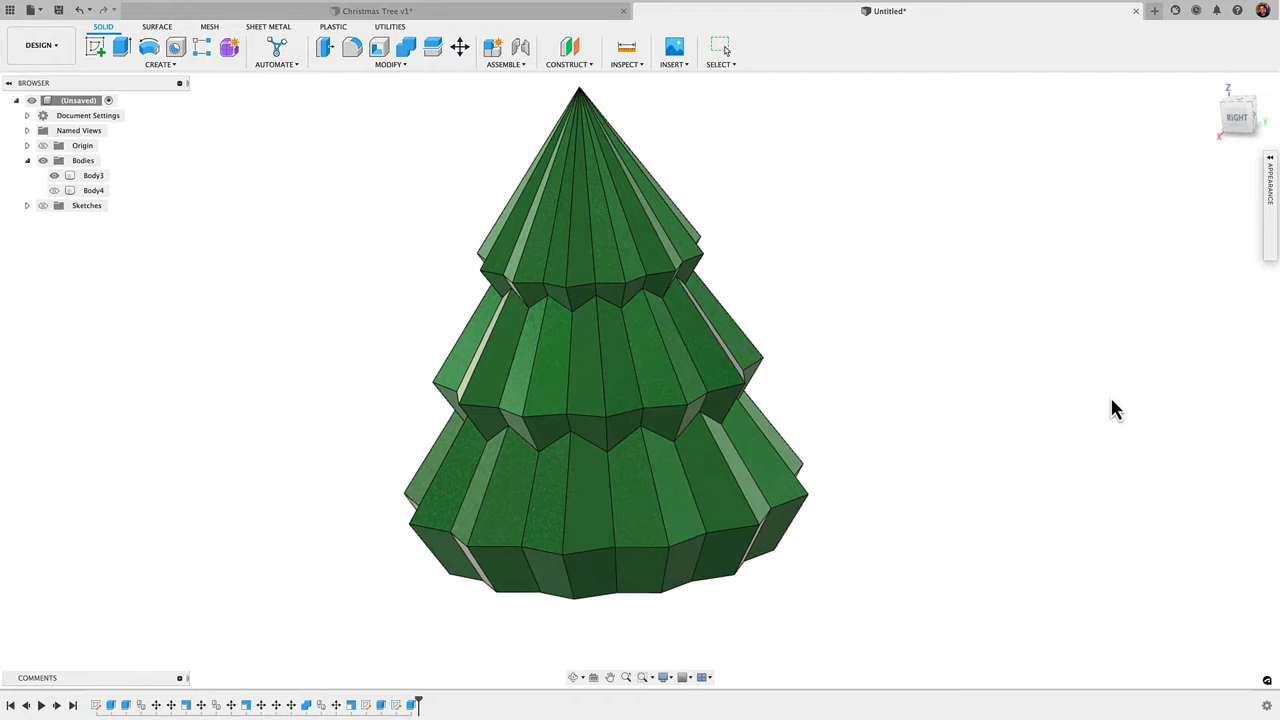 Christmas Tree v1*
Untitled*
DESIGN
SOLID SURFACE MESH SHEET METAL PLASTIC UTILITIES
CREATE AUTOMATE MODIFY ASSEMBLE CONSTRUCT INSPECT INSERT SELECT
BROWSER
(Unsaved)
Document Settings
Named Views
Origin
Bodies
Body3
Body4
Sketches
Z
RIGHT
Y
X
APPEARANCE
COMMENTS